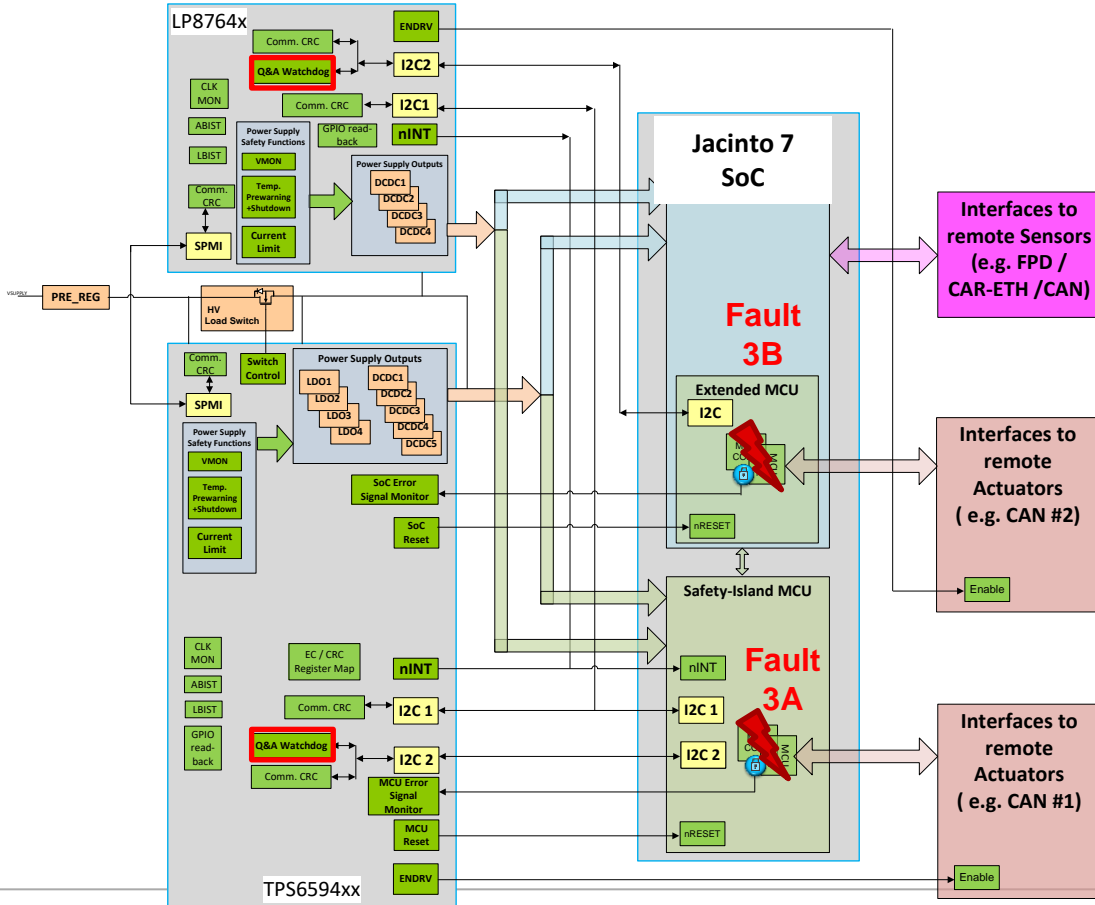 LP8764x
ENDRV
Comm. CRC
Q&A Watchdog
I2C2
CLK
MON
Comm. CRC
I2C1
ABIST
Power Supply
Safety Functions
GPIO read-
back
nINT
LBIST
VMON
Power Supply Outputs
Temp.
Prewarning
+Shutdown
DCDC1
DCDC2
DCDC3
DCDC4
Comm.
CRC
SPMI
Current
Limit
Jacinto 7
SoC
Interfaces to
remote Sensors
(e.g. FPD /
CAR-ETH /CAN)
VSUPPLY
PRE_REG
HV
Load Switch
Fault
3B
Comm.
CRC
Switch
Control
SPMI
Power Supply Outputs
LDO1
LDO2
LDO3
LDO4
DCDC1
DCDC2
DCDC3
DCDC4
DCDC5
Power Supply
Safety Functions
VMON
Temp.
Prewarning
+Shutdown
Current
Limit
Extended MCU
I2C
MCU
SoC Error
Signal Monitor
SoC
Reset
nRESET
Interfaces to
remote
Actuators
( e.g. CAN #2)
Enable
Safety-Island MCU
CLK
MON
ABIST
LBIST
GPIO
read-
back
EC / CRC
Register Map
nINT
nINT
Fault
3A
Comm. CRC
I2C 1
I2C 1
Q&A Watchdog
I2C 2
I2C 2
MCU
Comm. CRC
MCU Error
Signal
Monitor
MCU
Reset
nRESET
Interfaces to
remote
Actuators
( e.g. CAN #1)
ENDRV
Enable
TPS6594xx